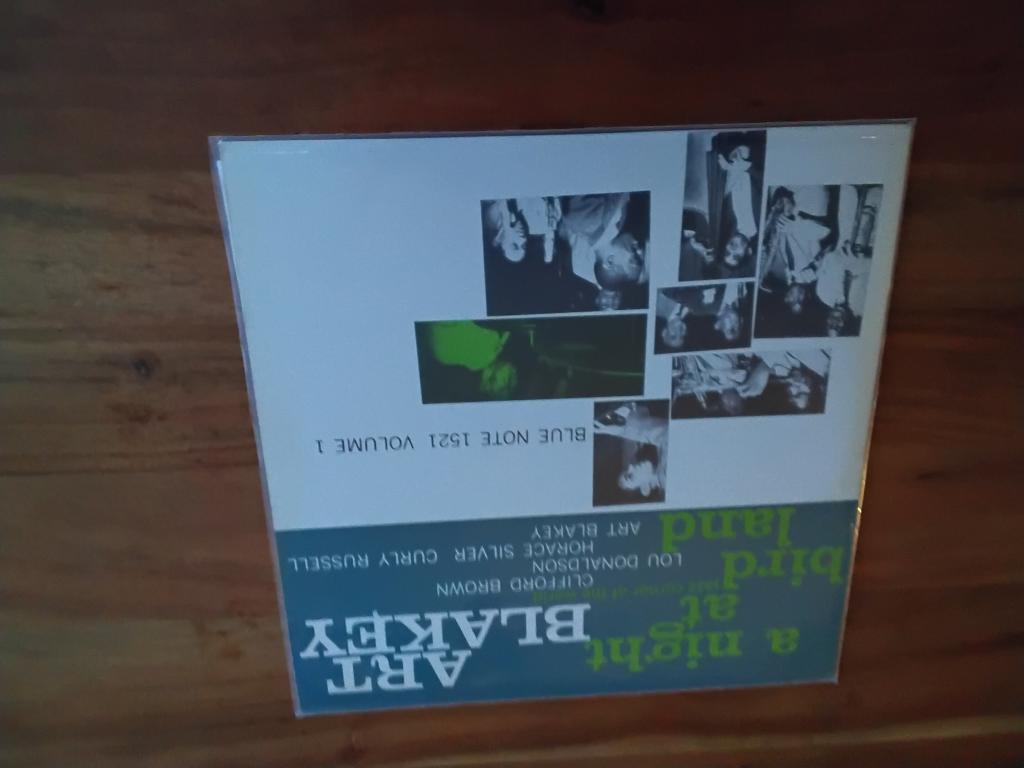 a night
at
bird
land
jazz corner of the world
ART
BLAKEY
CLIFFORD BROWN
LOU DONALDSON
HORACE SILVER CURLY RUSSELL
ART BLAKEY
BLUE NOTE 1521 VOLUME 1